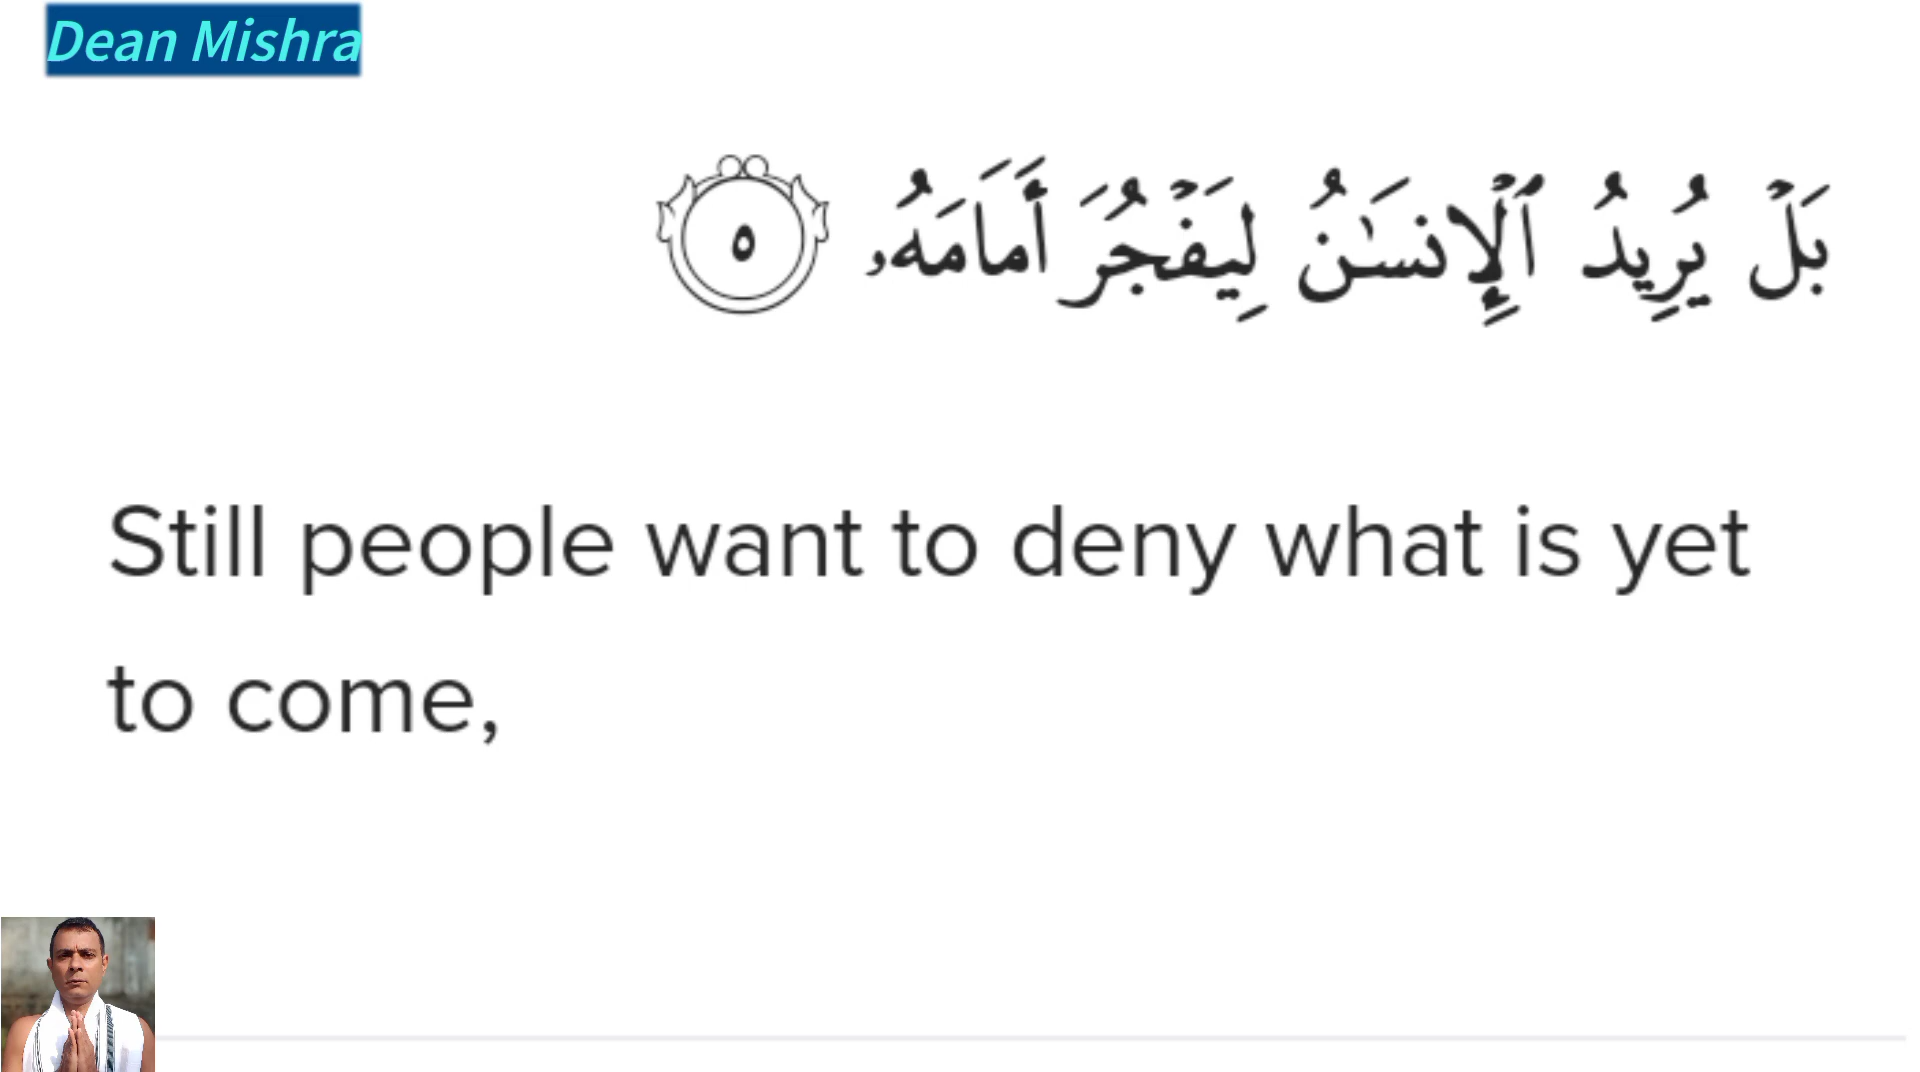 Dean Mishra
بَلْ يُرِيدُ ٱلْإِنسَـٰنُ لِيَفْجُرَ أَمَامَهُۥ ٥
Still people want to deny what is yet
to come,